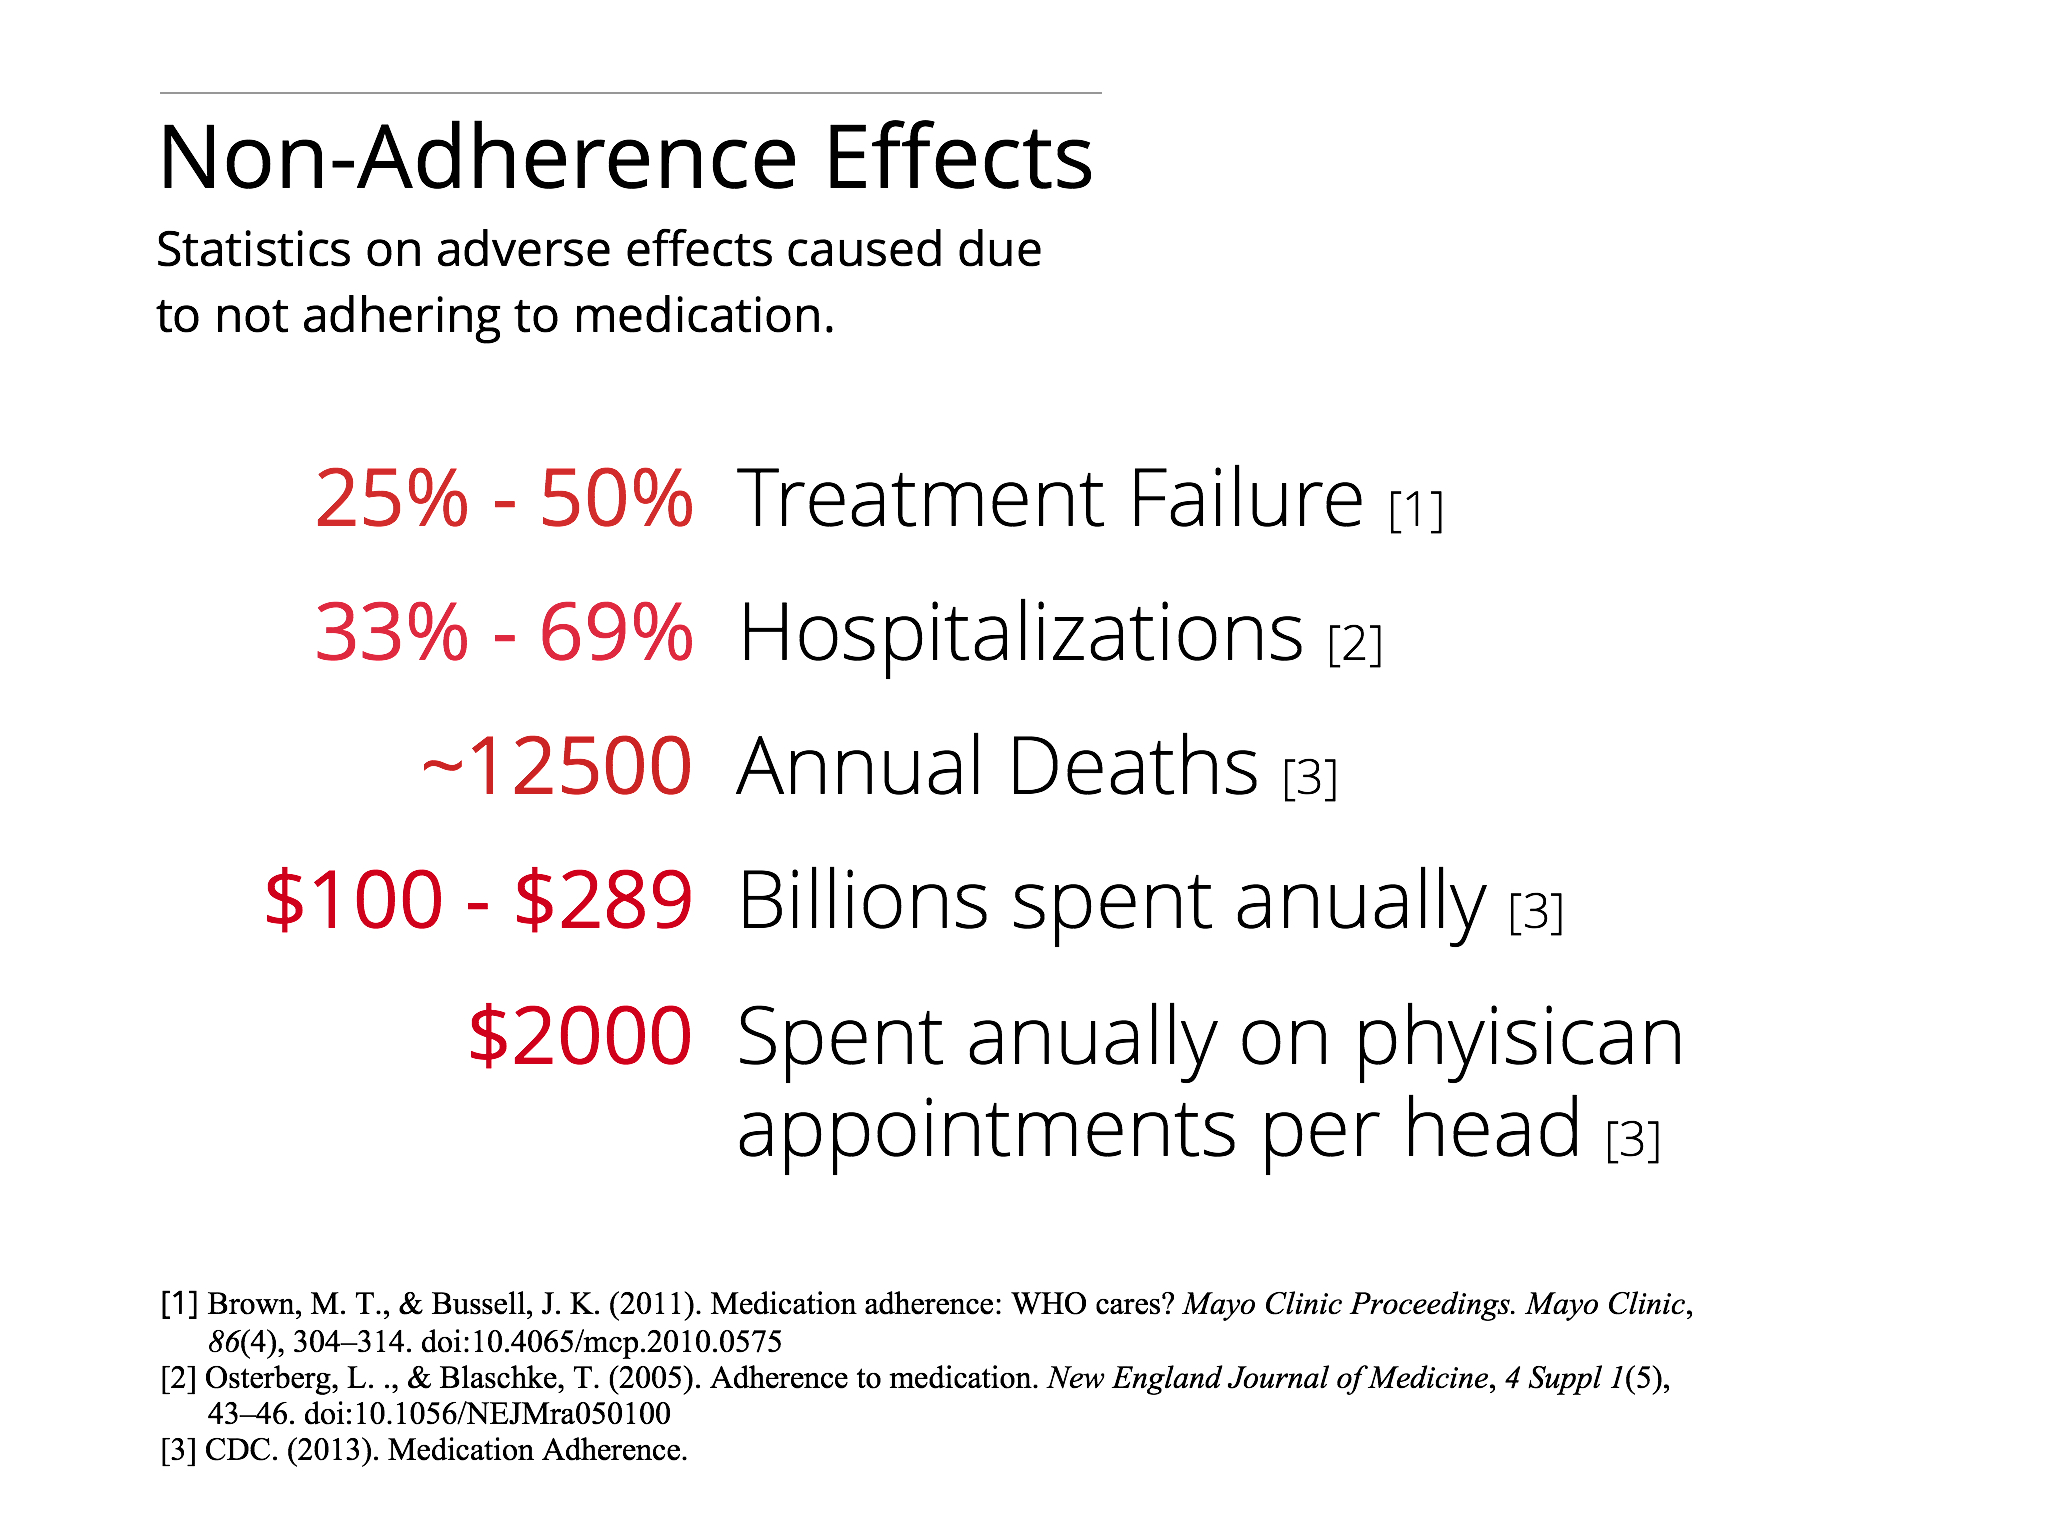 Non-Adherence Effects
Statistics on adverse effects caused due
to not adhering to medication.
25% - 50% Treatment Failure [1]
33% - 69% Hospitalizations [2]
~12500 Annual Deaths [3]
$100 - $289 Billions spent anually [3]
$2000 Spent anually on phyisican
appointments per head [3]
[1] Brown, M. T., & Bussell, J. K. (2011). Medication adherence: WHO cares? Mayo Clinic Proceedings. Mayo Clinic,
86(4), 304–314. doi:10.4065/mcp.2010.0575
[2] Osterberg, L. ., & Blaschke, T. (2005). Adherence to medication. New England Journal of Medicine, 4 Suppl 1(5),
43–46. doi:10.1056/NEJMra050100
[3] CDC. (2013). Medication Adherence.